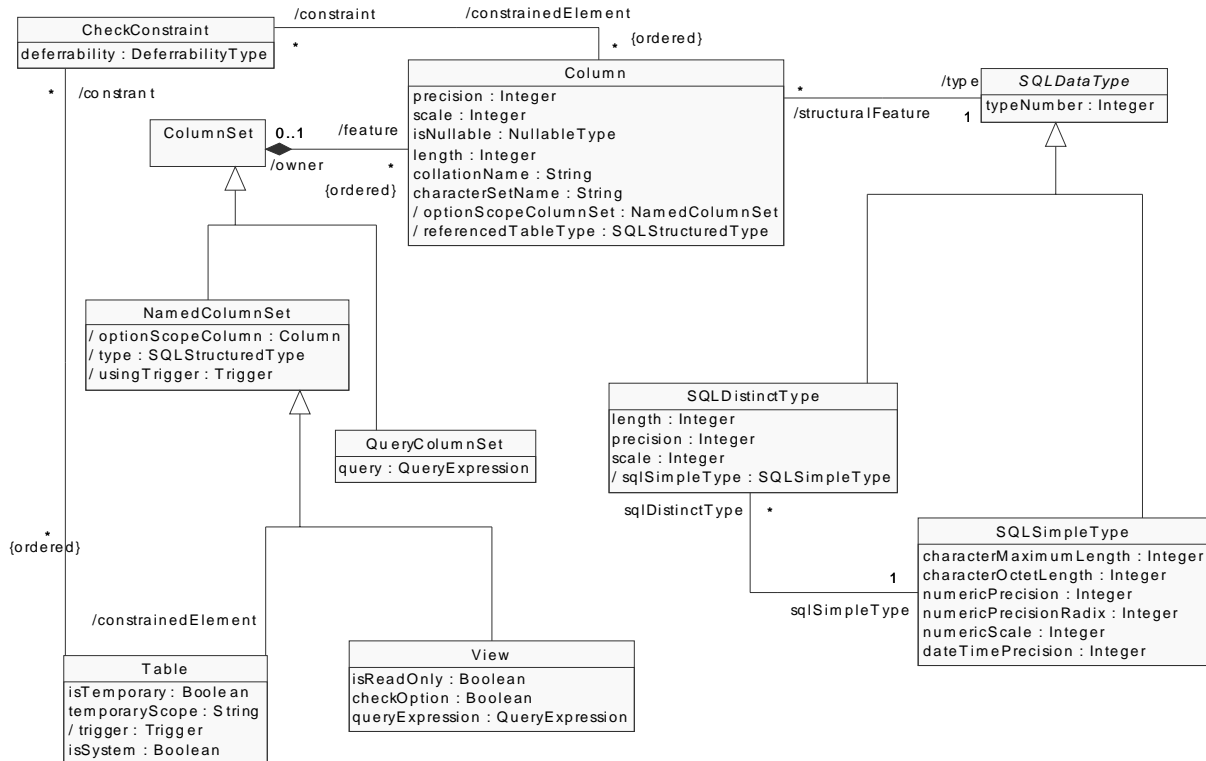 CheckConstraint
deferrability : DeferrabilityType
/constraint
*
/constrainedElement
*
{ordered}
Column
precision : Integer
scale : Integer
isNullable : NullableType
length : Integer
collationName : String
characterSetName : String
/ optionScopeColumnSet : NamedColumnSet
/ referencedTableType : SQLStructuredType
*
/structuralFeature
/type
1
SQLDataType
typeNumber : Integer
*
/constrant
ColumnSet
0..1
/owner
/feature
*
{ordered}
NamedColumnSet
/ optionScopeColumn : Column
/ type : SQLStructuredType
/ usingTrigger : Trigger
QueryColumnSet
query : QueryExpression
SQLDistinctType
length : Integer
precision : Integer
scale : Integer
/ sqlSimpleType : SQLSimpleType
sqlDistinctType
*
1
sqlSimpleType
SQLSimpleType
characterMaximumLength : Integer
characterOctetLength : Integer
numericPrecision : Integer
numericPrecisionRadix : Integer
numericScale : Integer
dateTimePrecision : Integer
*
{ordered}
/constrainedElement
Table
isTemporary : Boolean
temporaryScope : String
/ trigger : Trigger
isSystem : Boolean
View
isReadOnly : Boolean
checkOption : Boolean
queryExpression : QueryExpression